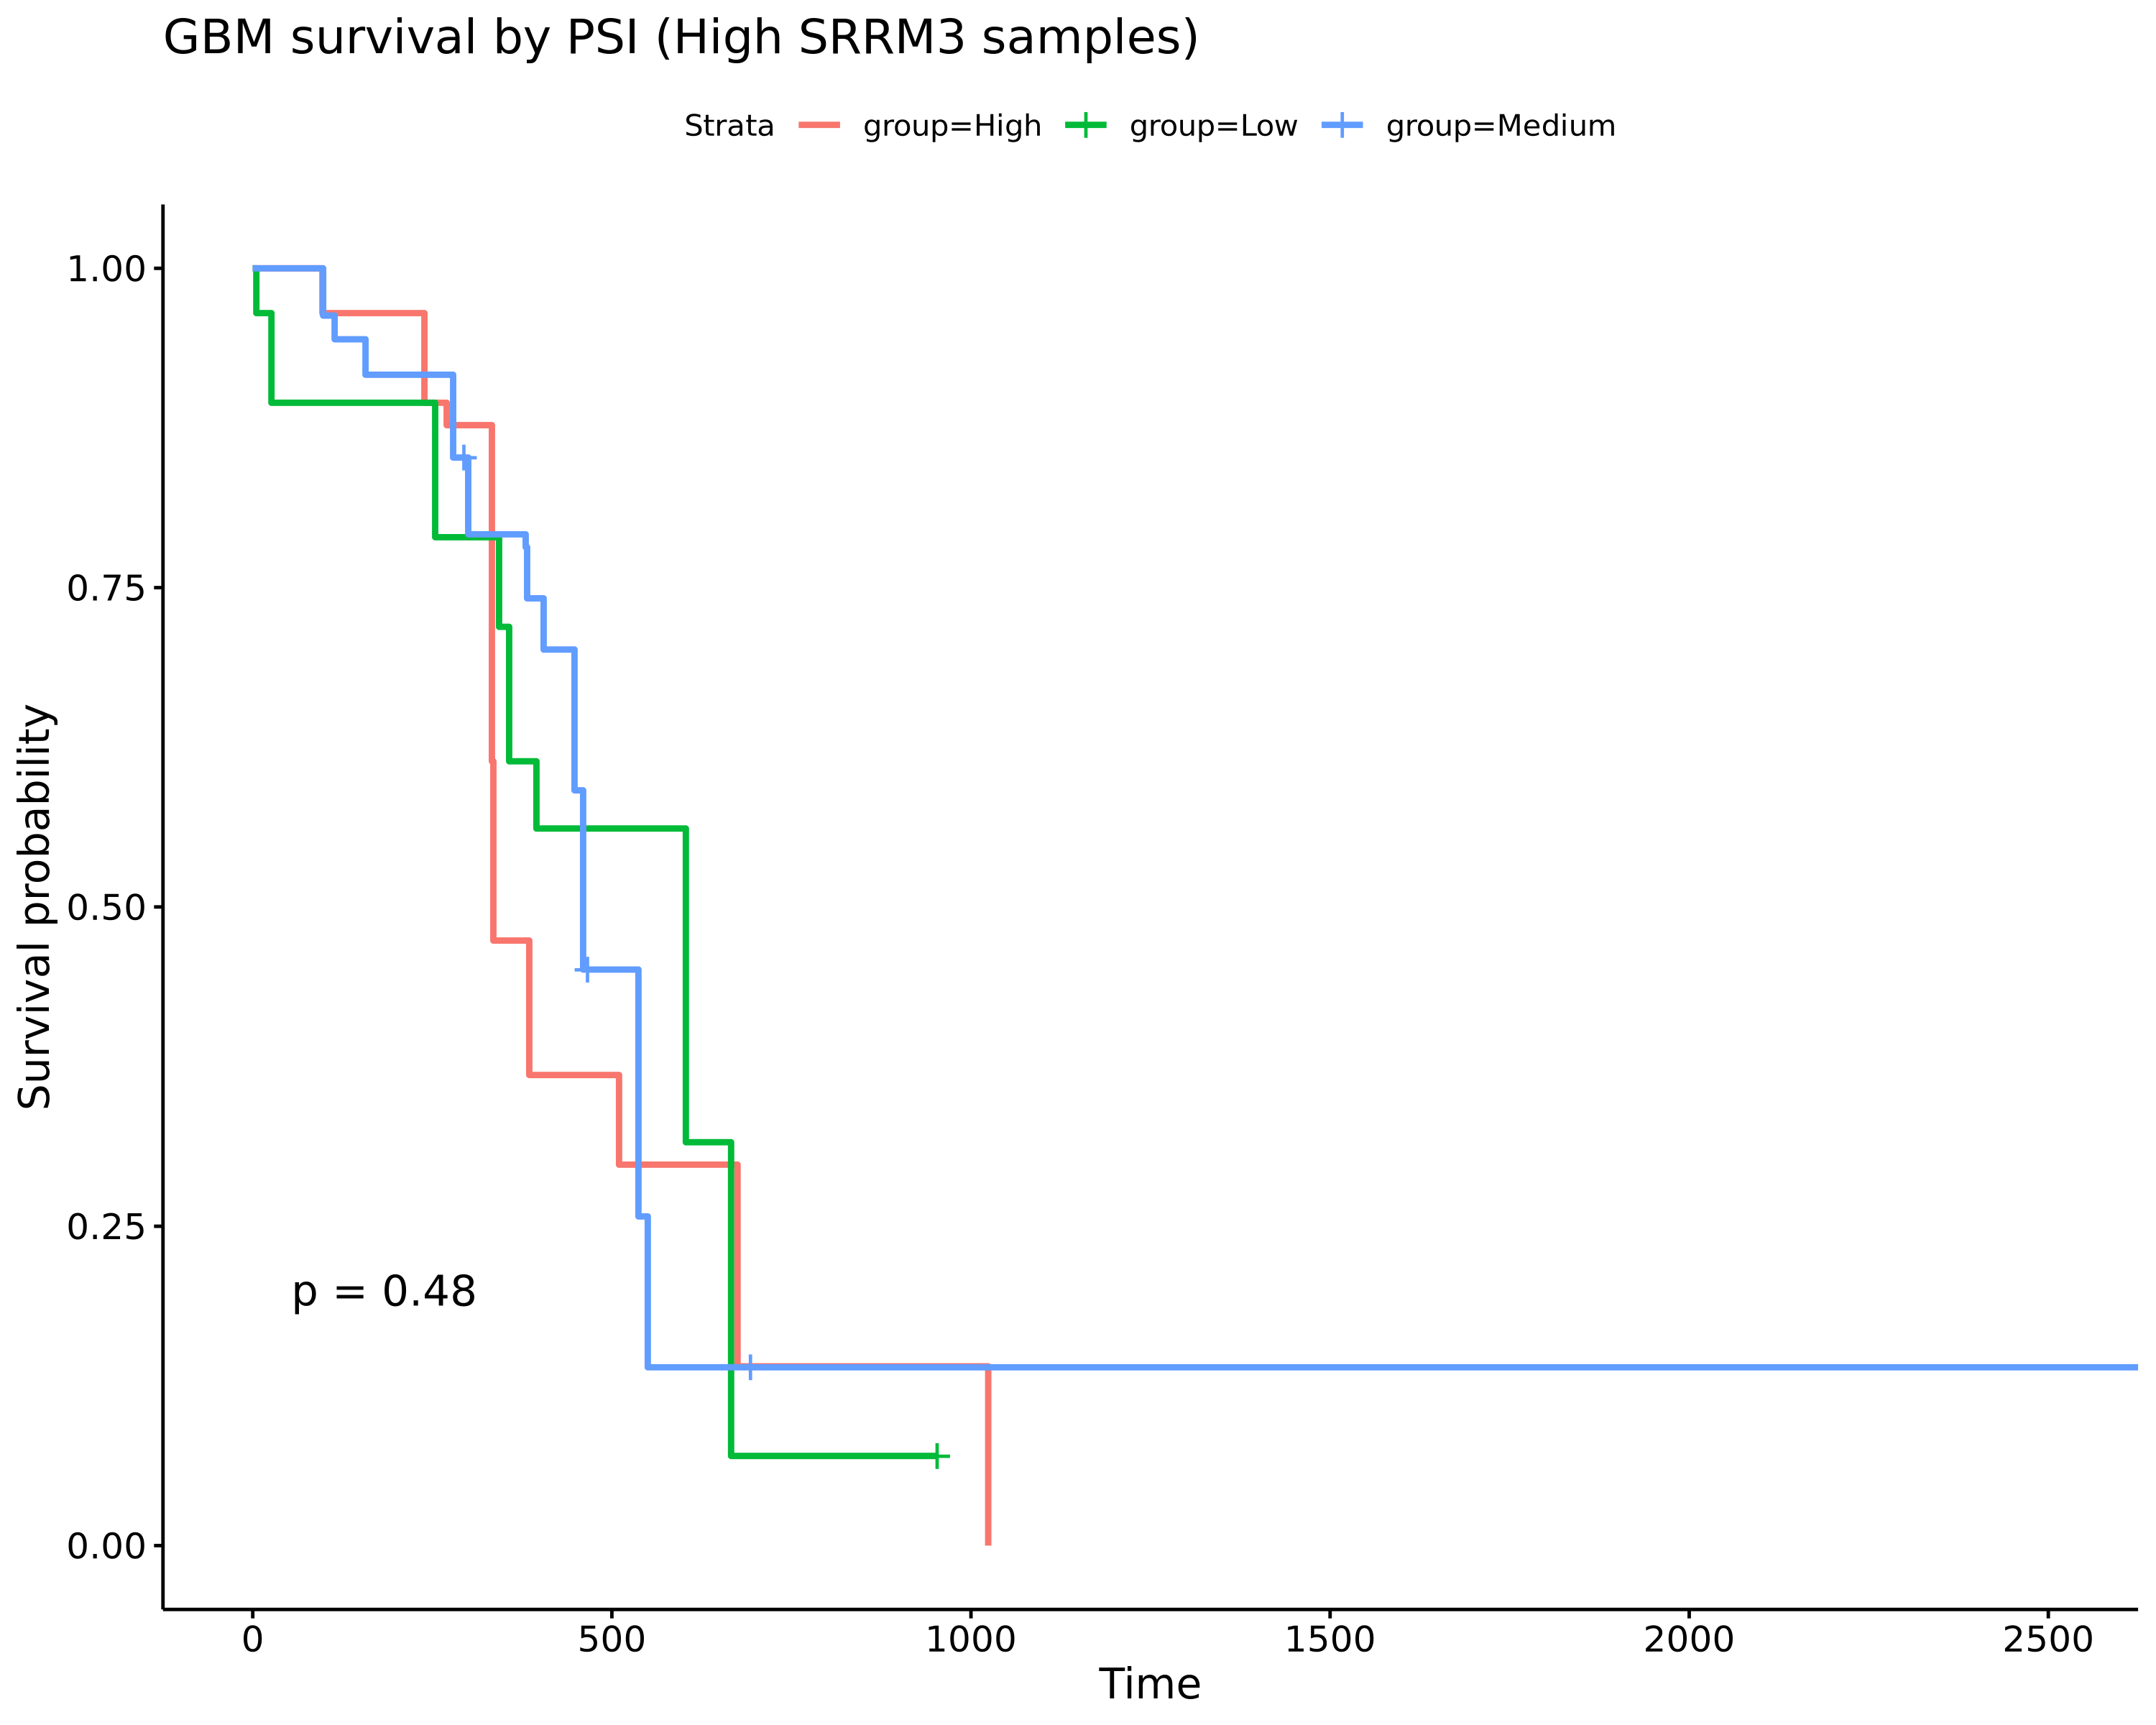 GBM survival by PSI (High SRRM3 samples)
Strata group=High group=Low group=Medium
1.00
0.75
0.50
0.25
0.00
Survival probability
p = 0.48
0 500 1000 1500 2000 2500
Time